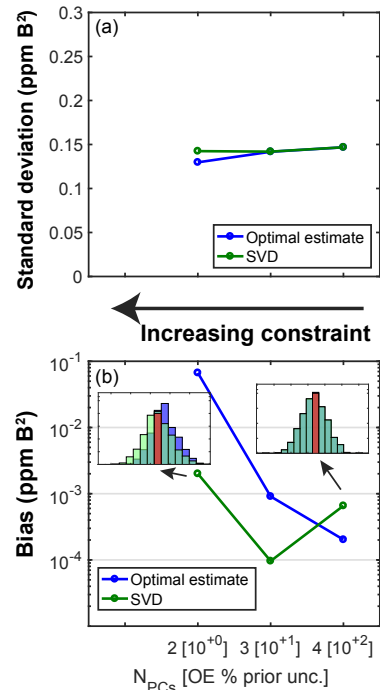 (a)
Standard deviation (ppm B²)
0.3
0.25
0.2
0.15
0.1
0.05
0
Optimal estimate
SVD
Increasing constraint
(b)
Bias (ppm B²)
10⁻¹
10⁻²
10⁻³
10⁻⁴
Optimal estimate
SVD
2 [10⁺⁰] 3 [10⁺¹] 4 [10⁺²]
N_PCs [OE % prior unc.]